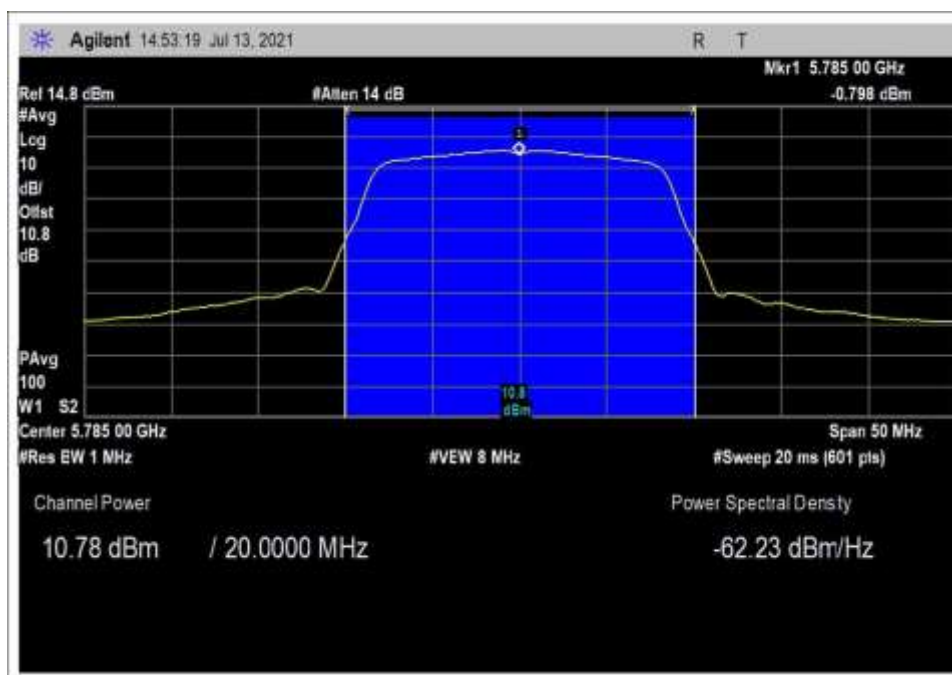 Agilent 14:53:19 Jul 13, 2021 R T
Mkr1 5.785 00 GHz
Ref 14.8 dBm #Atten 14 dB -0.798 dBm
#Avg
Log
10
dB/
Offst
10.8
dB
1
PAvg
100
W1 S2
10.8
dBm
Center 5.785 00 GHz Span 50 MHz
#Res BW 1 MHz #VBW 8 MHz #Sweep 20 ms (601 pts)
Channel Power Power Spectral Density
10.78 dBm / 20.0000 MHz -62.23 dBm/Hz